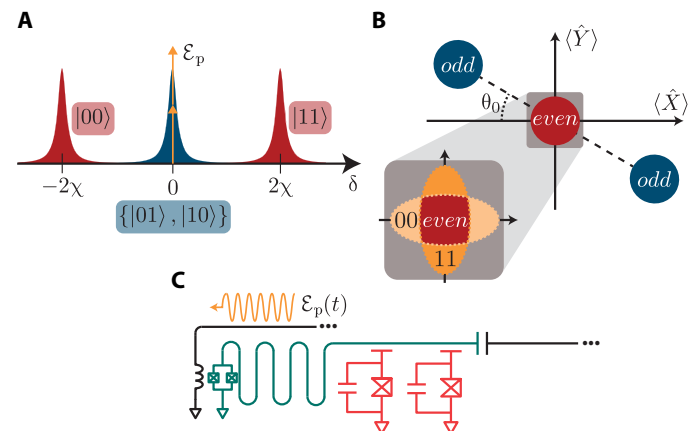 A
ℰp
|00⟩
|11⟩
−2χ
0
2χ
δ
{|01⟩ , |10⟩}
B
⟨Ŷ⟩
odd
θ0
⟨X̂⟩
even
odd
00
even
11
C
ℰp(t)
•••
•••